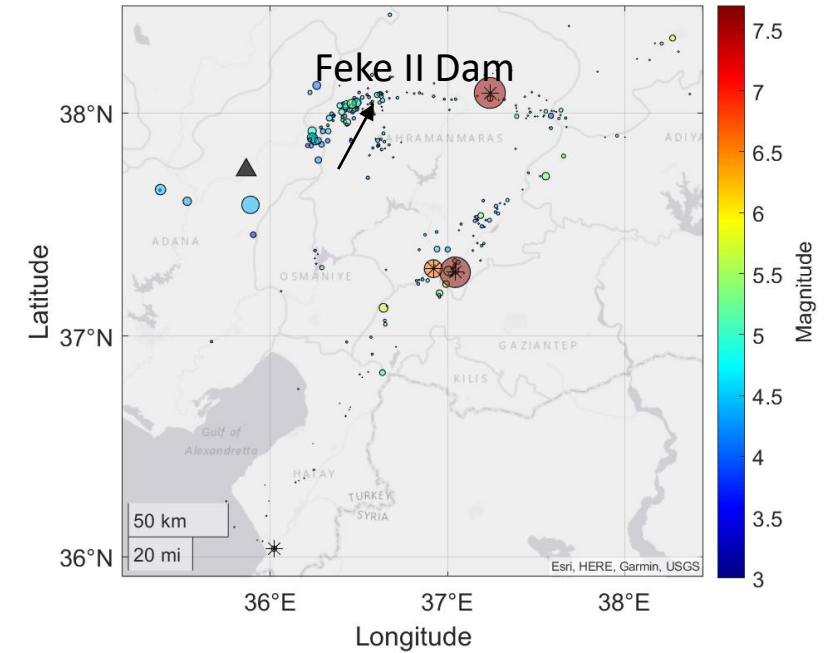 Feke II Dam
38°N
37°N
36°N
36°E
37°E
38°E
Latitude
Longitude
AHRAMANMARAS
ADIYA
ADANA
OSMANIYE
GAZIANTEP
KILIS
Gulf of
Alexandretta
HATAY
TURKEY
SYRIA
50 km
20 mi
Esri, HERE, Garmin, USGS
7.5
7
6.5
6
5.5
5
4.5
4
3.5
3
Magnitude